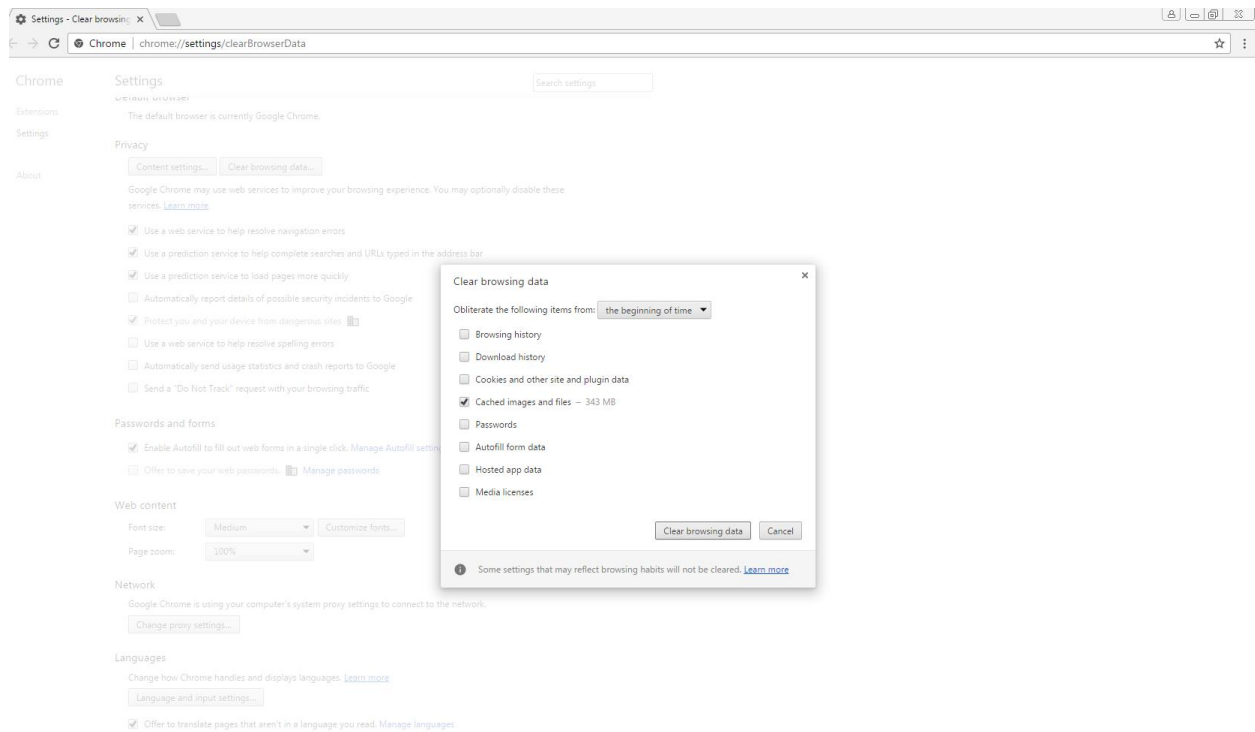 Settings - Clear browsing
Chrome | chrome://settings/clearBrowserData
Chrome
Settings
Search settings
Extensions
Settings
About
Default browser
The default browser is currently Google Chrome.
Privacy
Content settings... Clear browsing data...
Google Chrome may use web services to improve your browsing experience. You may optionally disable these
services. Learn more
Use a web service to help resolve navigation errors
Use a prediction service to help complete searches and URLs typed in the address bar
Use a prediction service to load pages more quickly
Automatically report details of possible security incidents to Google
Protect you and your device from dangerous sites
Use a web service to help resolve spelling errors
Automatically send usage statistics and crash reports to Google
Send a "Do Not Track" request with your browsing traffic
Passwords and forms
Enable Autofill to fill out web forms in a single click. Manage Autofill setting
Offer to save your web passwords. Manage passwords
Web content
Font size: Medium Customize fonts...
Page zoom: 100%
Network
Google Chrome is using your computer's system proxy settings to connect to the network.
Change proxy settings...
Languages
Change how Chrome handles and displays languages. Learn more
Language and input settings...
Offer to translate pages that aren't in a language you read. Manage languages
Clear browsing data
Obliterate the following items from: the beginning of time
Browsing history
Download history
Cookies and other site and plugin data
Cached images and files – 343 MB
Passwords
Autofill form data
Hosted app data
Media licenses
Clear browsing data Cancel
Some settings that may reflect browsing habits will not be cleared. Learn more